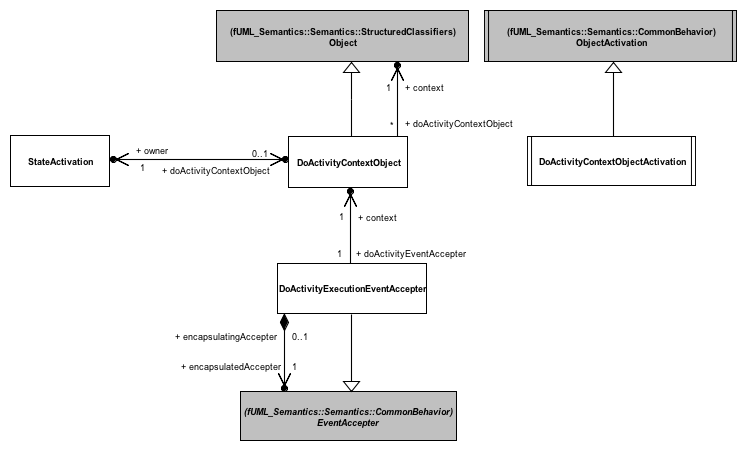 (fUML_Semantics::Semantics::StructuredClassifiers)
Object
(fUML_Semantics::Semantics::CommonBehavior)
ObjectActivation
1
+ context
*
+ doActivityContextObject
StateActivation
+ owner
0..1
1
+ doActivityContextObject
DoActivityContextObject
DoActivityContextObjectActivation
1
+ context
1
+ doActivityEventAccepter
DoActivityExecutionEventAccepter
+ encapsulatingAccepter
0..1
+ encapsulatedAccepter
1
(fUML_Semantics::Semantics::CommonBehavior)
EventAccepter